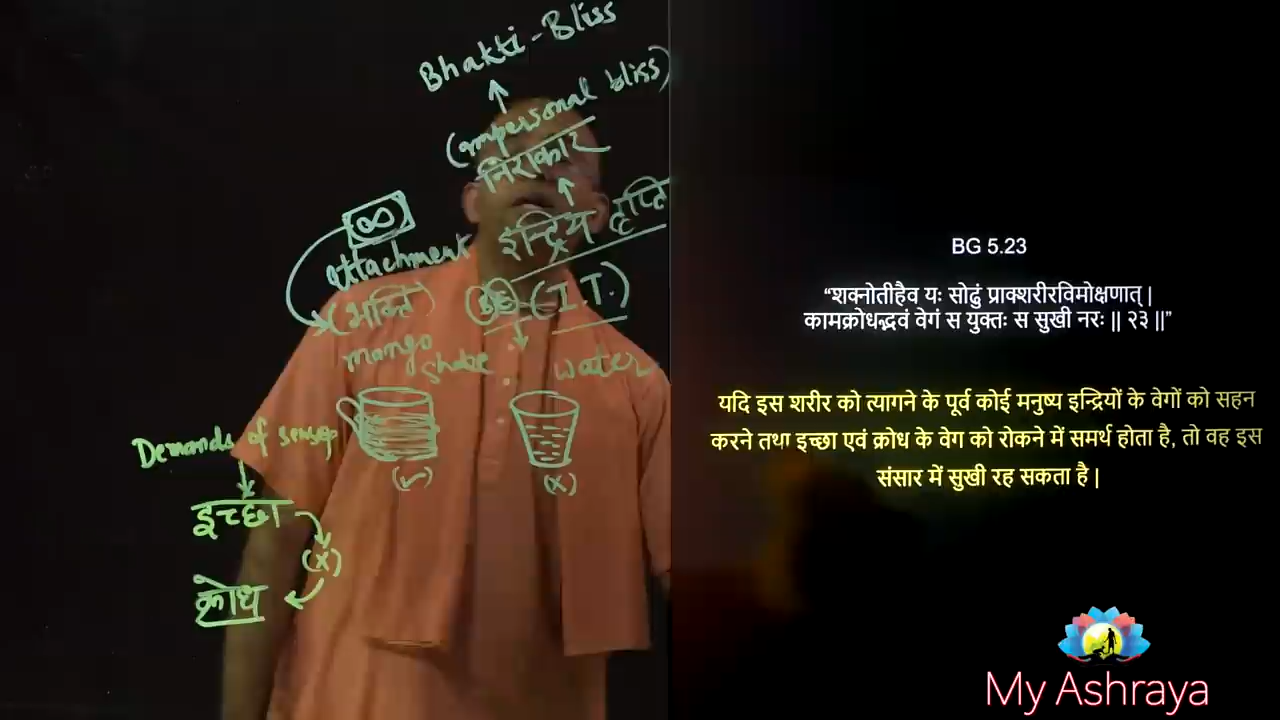 Bhakti-Bliss
(ampersonal bliss)
निराकार
इन्द्रिय तृप्ति
(I.T.)
∞
attachment
(भक्ति)
mango
shake
water
(✓)
(x)
Demands of senses
इच्छा
(x)
क्रोध
BG 5.23
“शक्नोतीहैव यः सोढुं प्राक्शरीरविमोक्षणात् |
कामक्रोधद्भवं वेगं स युक्तः स सुखी नरः || २३ ||”
यदि इस शरीर को त्यागने के पूर्व कोई मनुष्य इन्द्रियों के वेगों को सहन
करने तथा इच्छा एवं क्रोध के वेग को रोकने में समर्थ होता है, तो वह इस
संसार में सुखी रह सकता है |
My Ashraya